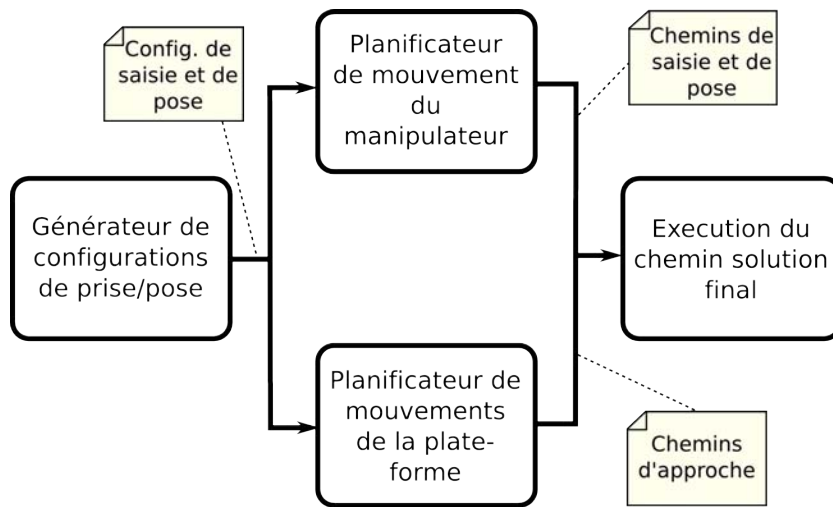 Config. de
saisie et de
pose
Planificateur
de mouvement
du
manipulateur
Chemins de
saisie et de
pose
Générateur de
configurations
de prise/pose
Execution du
chemin solution
final
Planificateur de
mouvements
de la plate-
forme
Chemins
d'approche